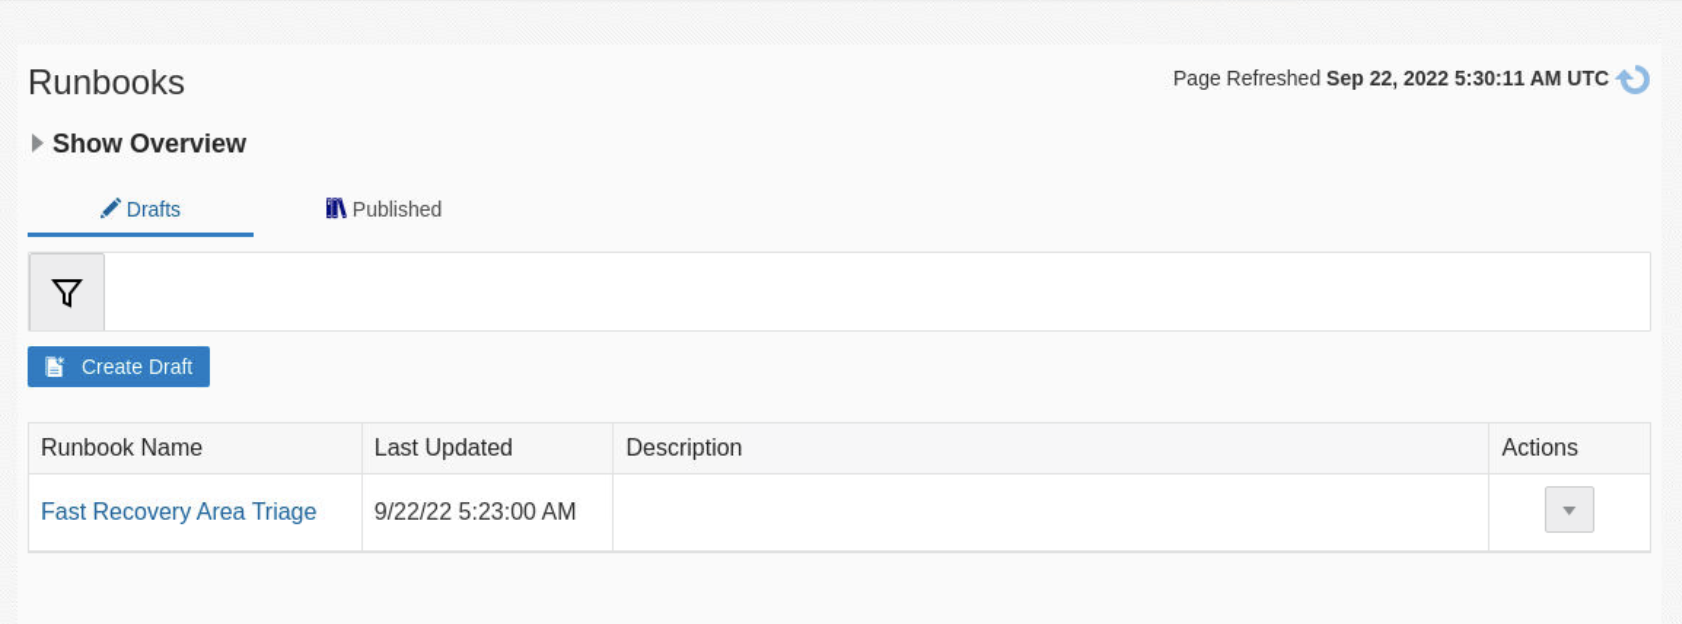 Runbooks
Page Refreshed Sep 22, 2022 5:30:11 AM UTC
Show Overview
Drafts
Published
Create Draft
Runbook Name
Last Updated
Description
Actions
Fast Recovery Area Triage
9/22/22 5:23:00 AM